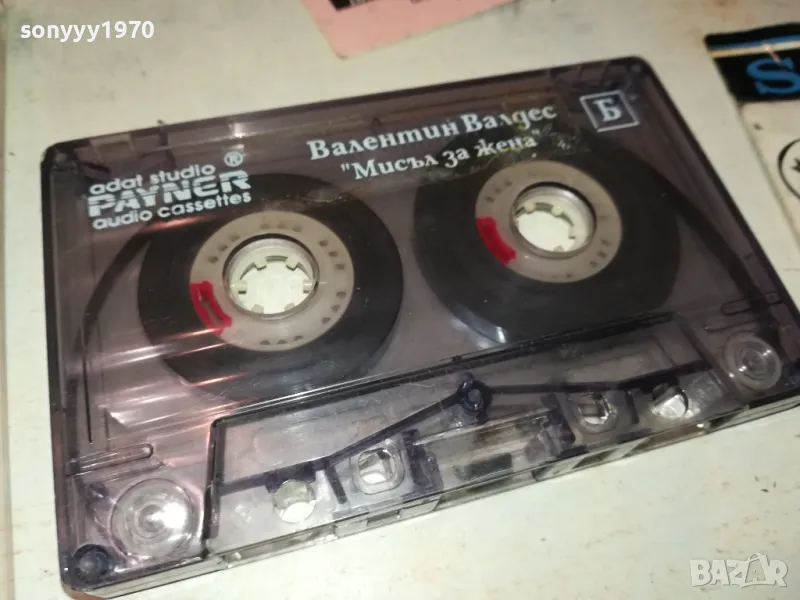 sonyyy1970
adat studio
PAYNER®
audio cassettes
Валентин Валдес
"Мисъл за жена"
Б
S
BAZAR